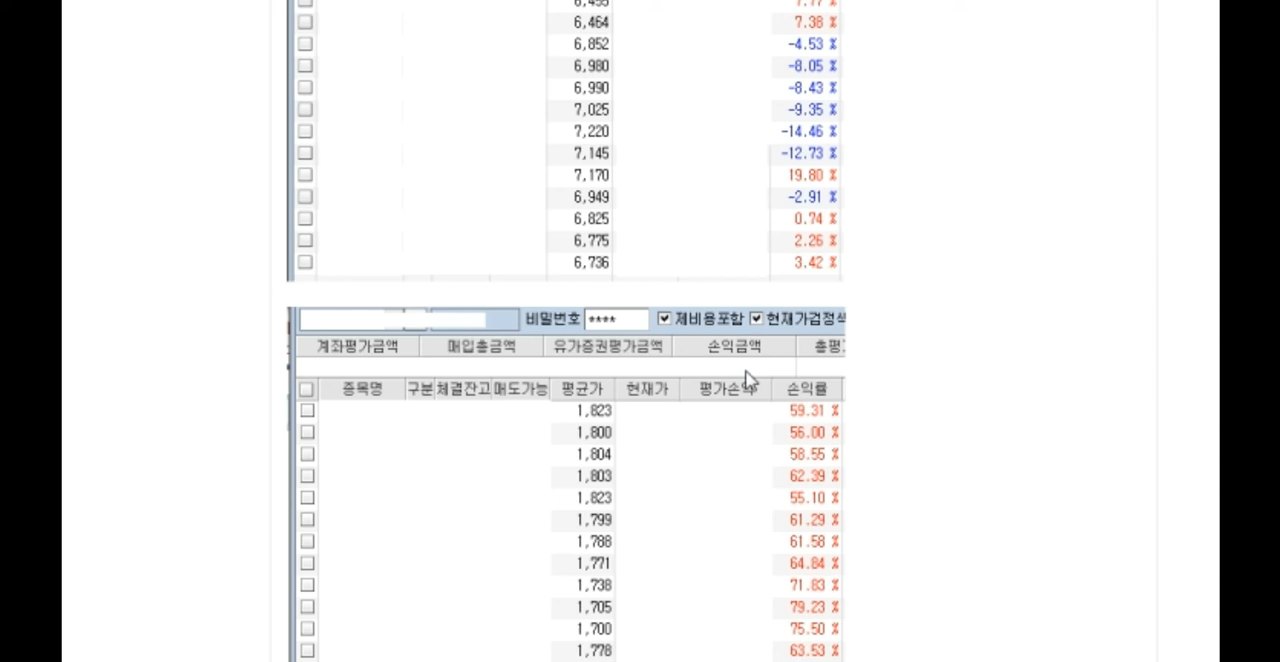 6,464 7.38 %
6,852 -4.53 %
6,980 -8.05 %
6,990 -8.43 %
7,025 -9.35 %
7,220 -14.46 %
7,145 -12.73 %
7,170 19.80 %
6,949 -2.91 %
6,825 0.74 %
6,775 2.26 %
6,736 3.42 %
비밀번호 **** 제비용포함 현재가검정색
계좌평가금액 매입총금액 유가증권평가금액 손익금액
종목명 구분 체결잔고 매도가능 평균가 현재가 평가손익 손익률
1,823 59.31 %
1,800 56.00 %
1,804 58.55 %
1,803 62.39 %
1,823 55.10 %
1,799 61.29 %
1,788 61.58 %
1,771 64.84 %
1,738 71.83 %
1,705 79.23 %
1,700 75.50 %
1,778 63.53 %